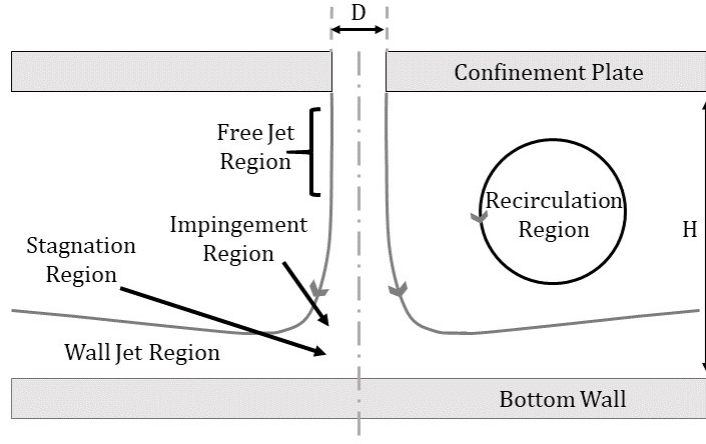 D
Confinement Plate
Free Jet
Region
Recirculation
Region
Impingement
Region
H
Stagnation
Region
Wall Jet Region
Bottom Wall